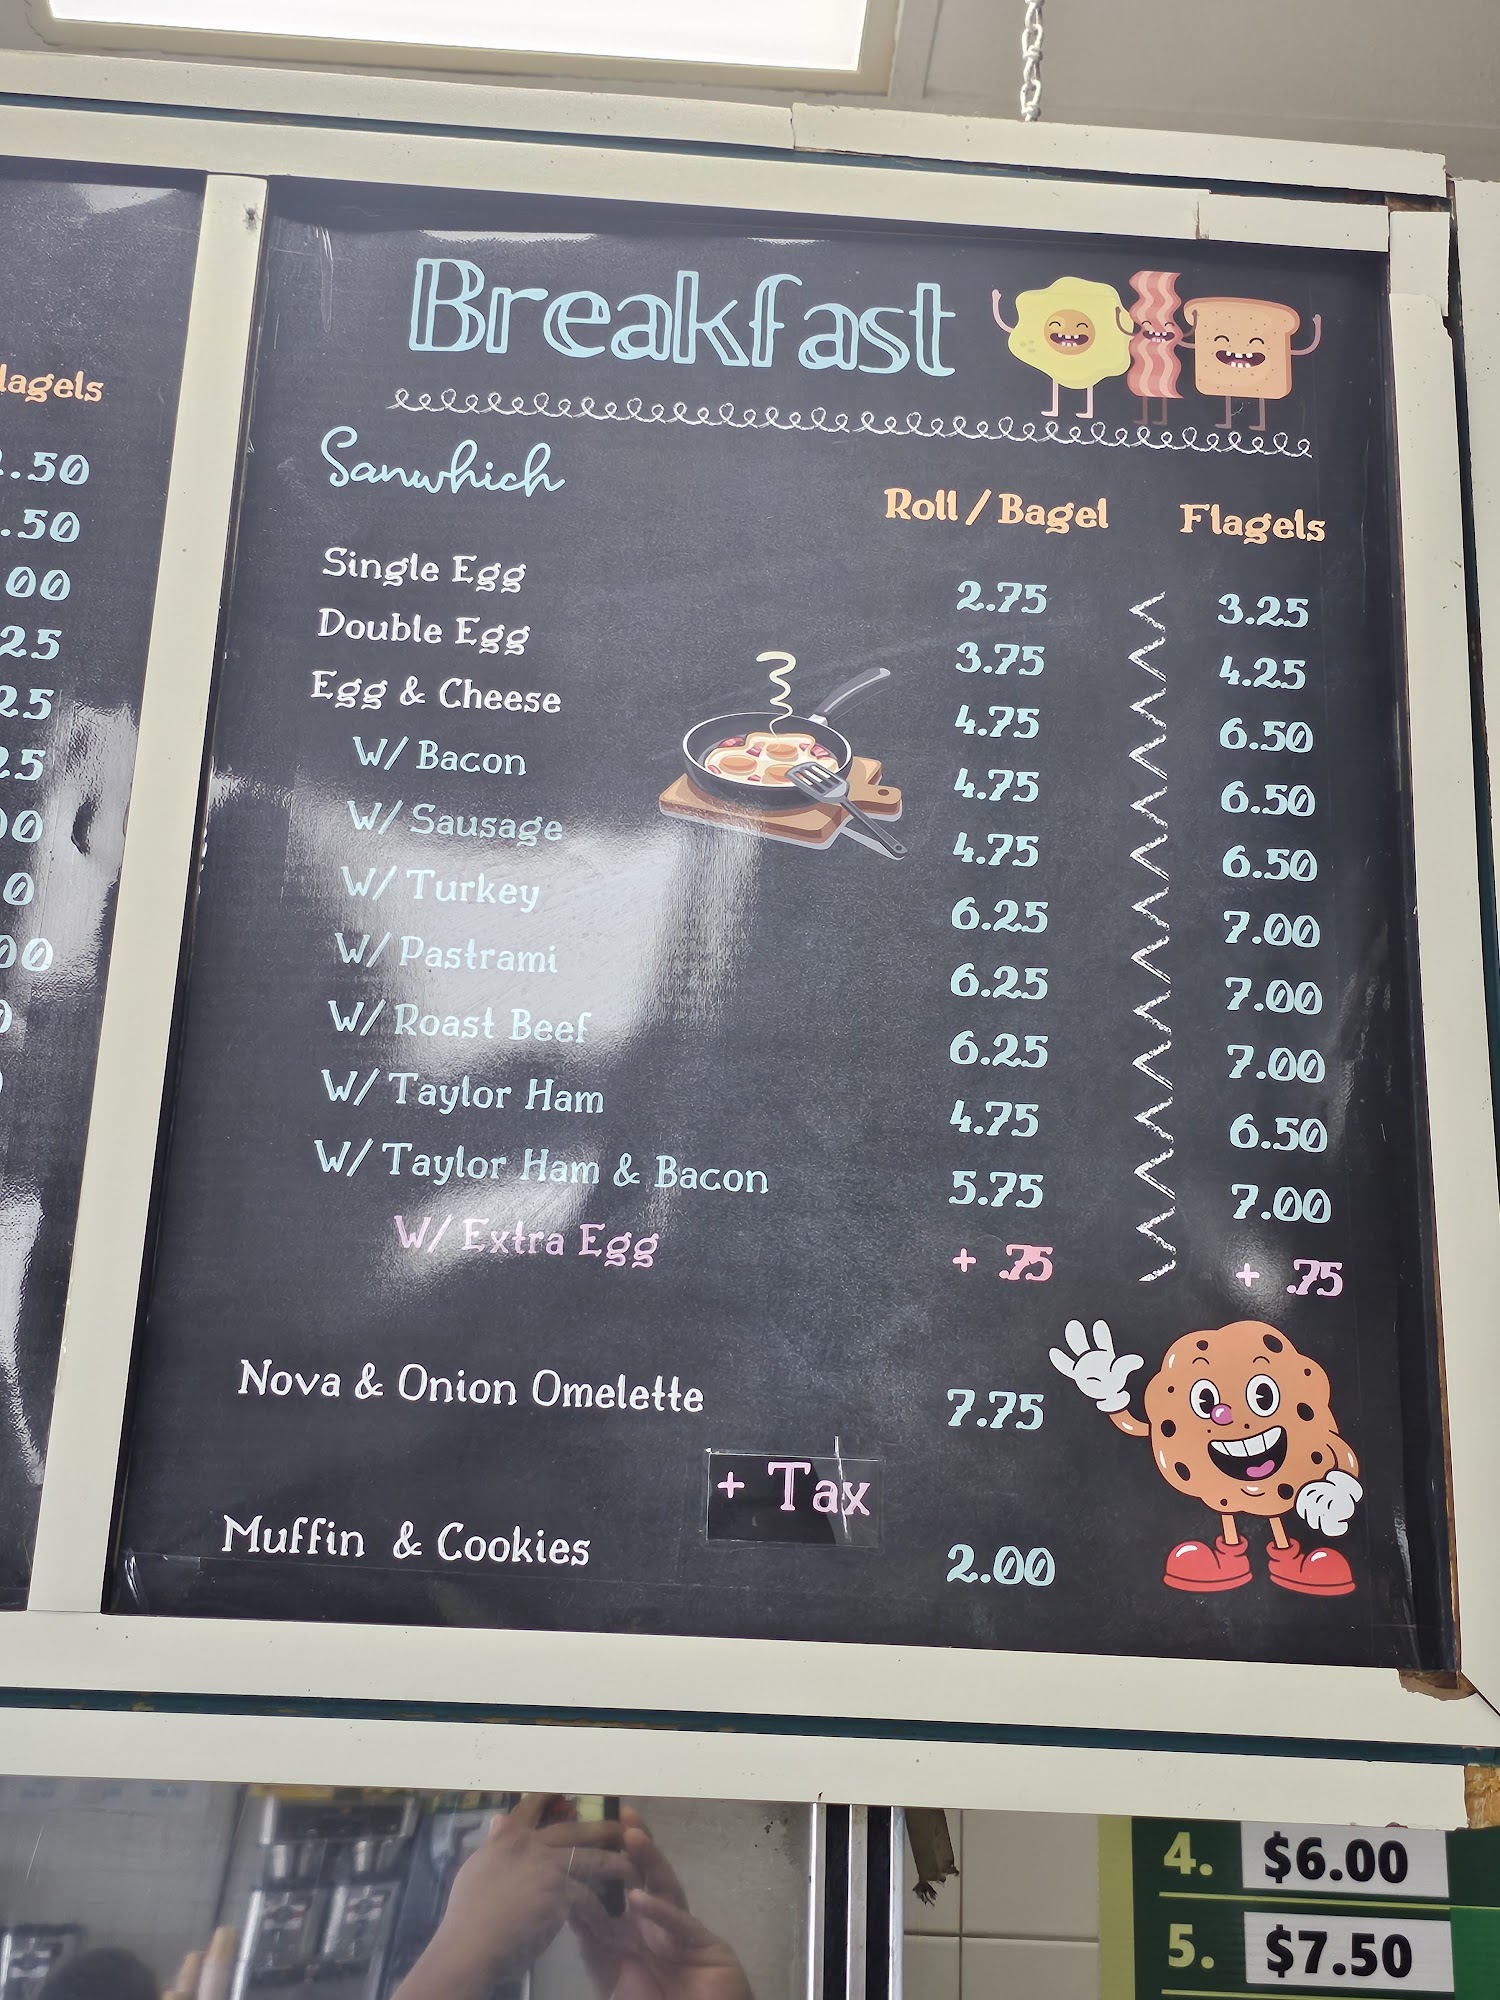 Breakfast
Sanwhich
Roll / Bagel Flagels
Single Egg 2.75 3.25
Double Egg 3.75 4.25
Egg & Cheese 4.75 6.50
W/ Bacon 4.75 6.50
W/ Sausage 4.75 6.50
W/ Turkey 6.25 7.00
W/ Pastrami 6.25 7.00
W/ Roast Beef 6.25 7.00
W/ Taylor Ham 4.75 6.50
W/ Taylor Ham & Bacon 5.75 7.00
W/ Extra Egg + .75 + .75
Nova & Onion Omelette 7.75
+ Tax
Muffin & Cookies 2.00
4. $6.00
5. $7.50